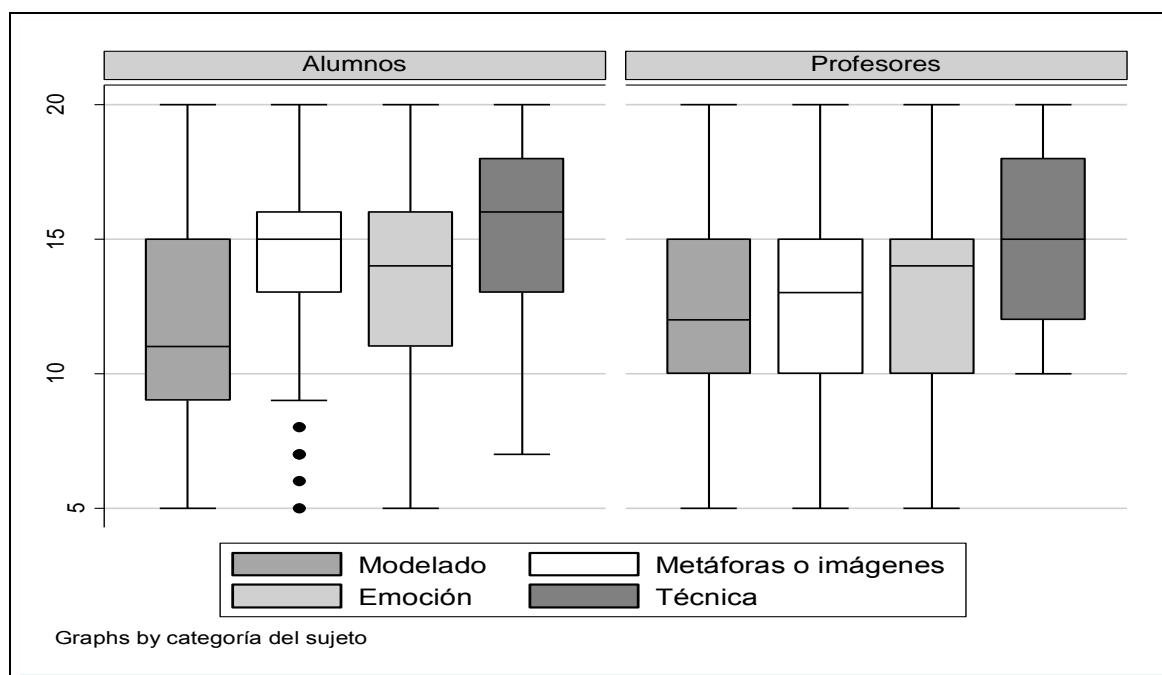 Alumnos
Profesores
20
15
10
5
Modelado
Metáforas o imágenes
Emoción
Técnica
Graphs by categoría del sujeto